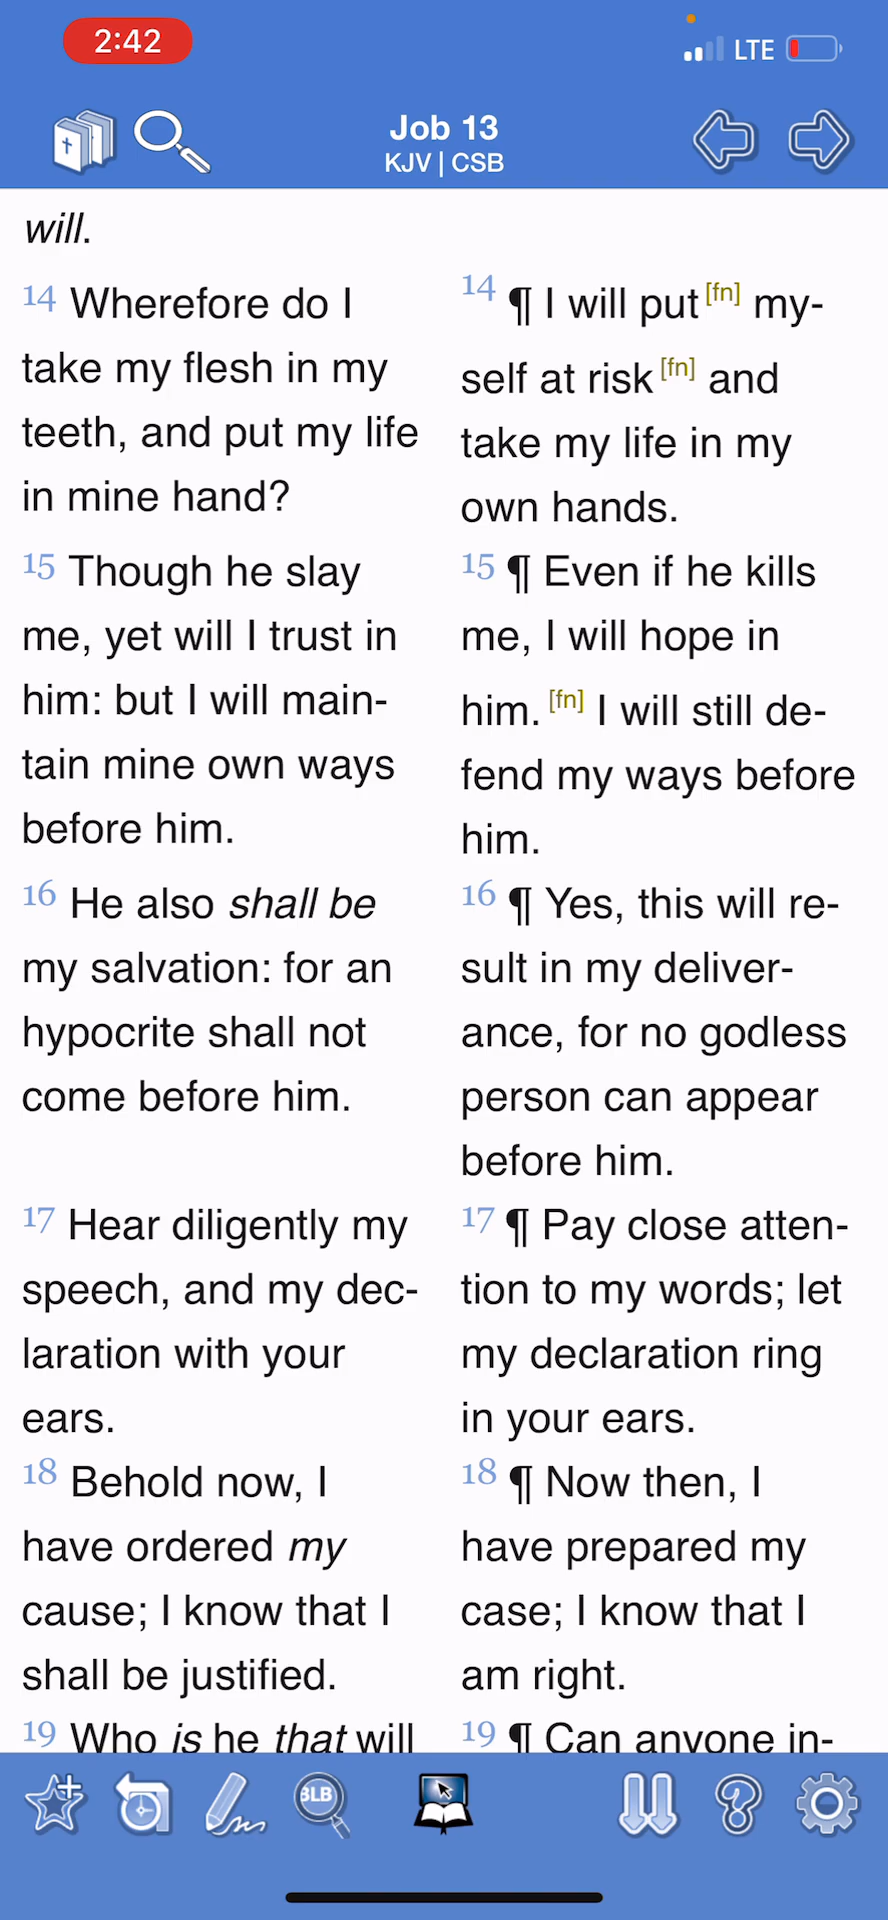 2:42
LTE
Job 13
KJV | CSB
will.
14 Wherefore do I
take my flesh in my
teeth, and put my life
in mine hand?
15 Though he slay
me, yet will I trust in
him: but I will main-
tain mine own ways
before him.
16 He also shall be
my salvation: for an
hypocrite shall not
come before him.
17 Hear diligently my
speech, and my dec-
laration with your
ears.
18 Behold now, I
have ordered my
cause; I know that I
shall be justified.
19 Who is he that will
14 ¶ I will put [fn] my-
self at risk [fn] and
take my life in my
own hands.
15 ¶ Even if he kills
me, I will hope in
him. [fn] I will still de-
fend my ways before
him.
16 ¶ Yes, this will re-
sult in my deliver-
ance, for no godless
person can appear
before him.
17 ¶ Pay close atten-
tion to my words; let
my declaration ring
in your ears.
18 ¶ Now then, I
have prepared my
case; I know that I
am right.
19 ¶ Can anyone in-
BLB